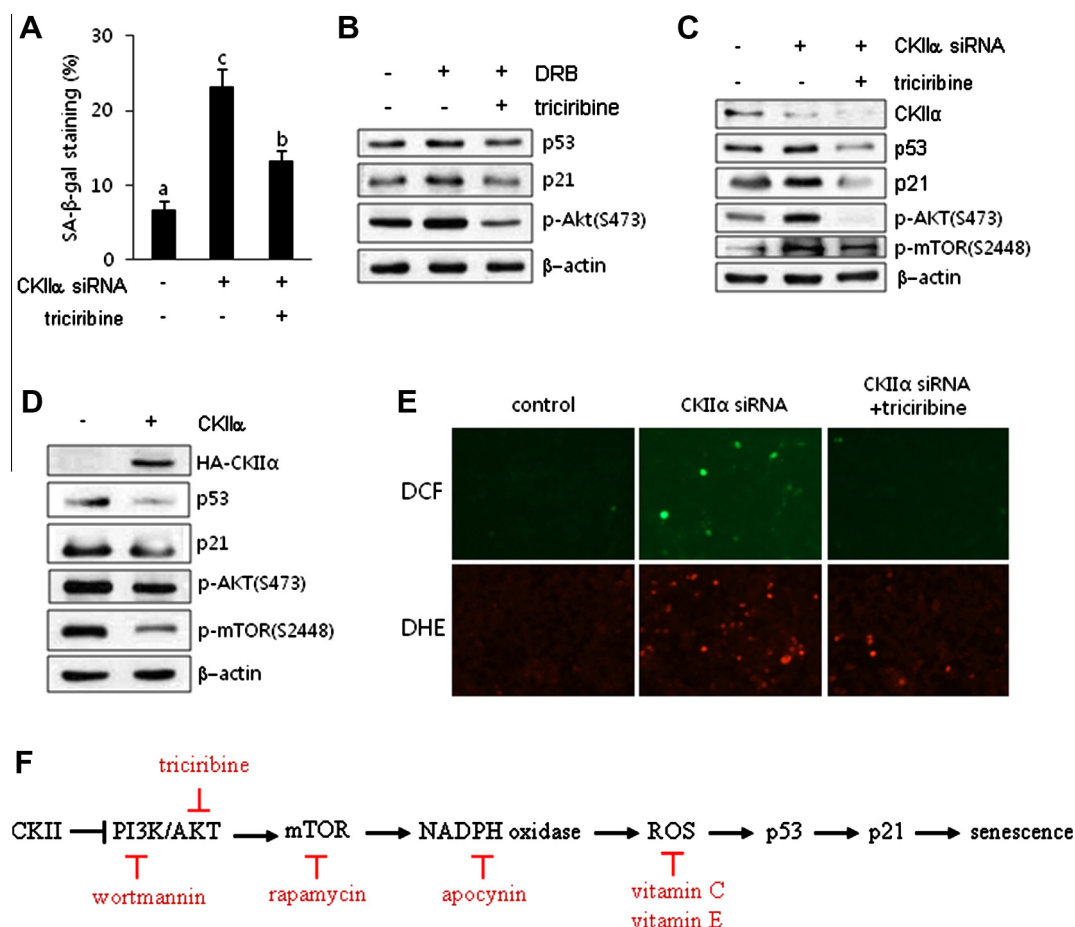 A
30
20
10
0
SA-β-gal staining (%)
a
c
b
CKIIα siRNA - + +
triciribine - - +
B
- + + DRB
- - + triciribine
p53
p21
p-Akt(S473)
β-actin
C
- + + CKIIα siRNA
- - + triciribine
CKIIα
p53
p21
p-AKT(S473)
p-mTOR(S2448)
β-actin
D
- + CKIIα
HA-CKIIα
p53
p21
p-AKT(S473)
p-mTOR(S2448)
β-actin
E
control
CKIIα siRNA
CKIIα siRNA
+triciribine
DCF
DHE
F
triciribine
CKII PI3K/AKT mTOR NADPH oxidase ROS p53 p21 senescence
wortmannin rapamycin apocynin vitamin C
vitamin E